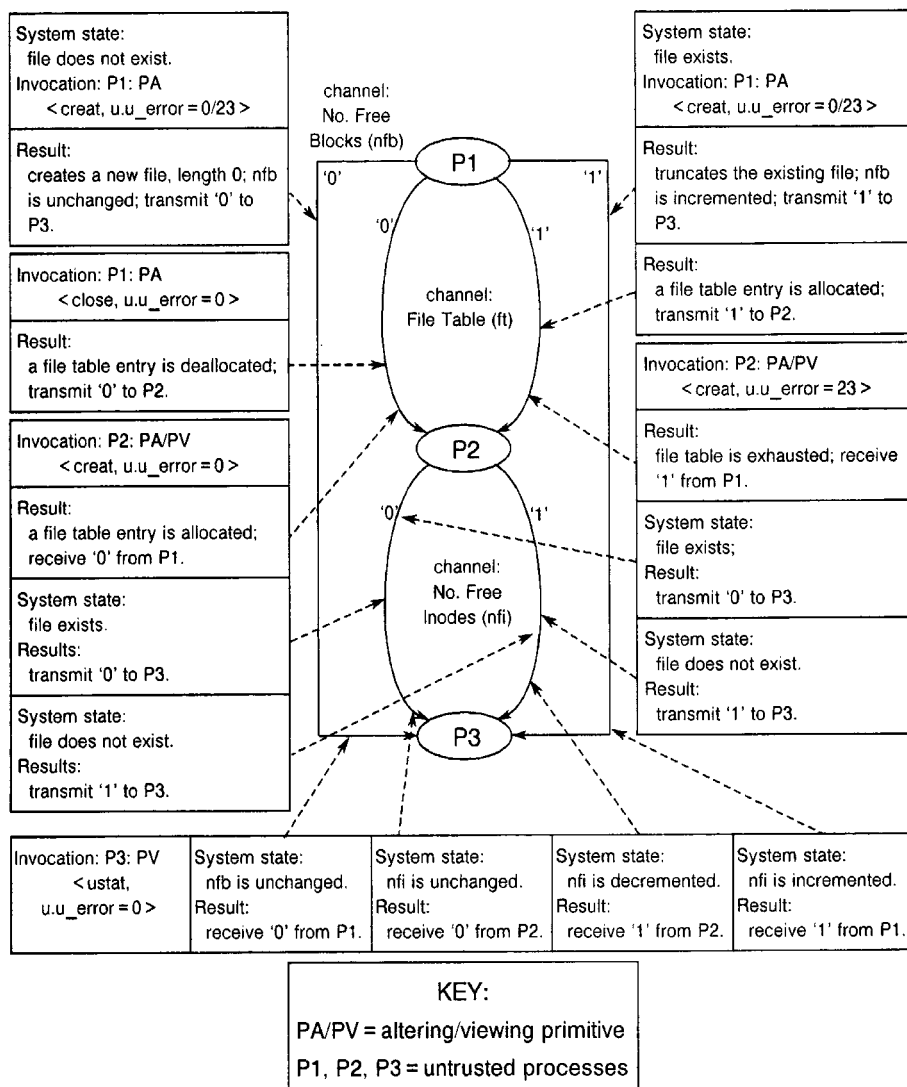 System state:
file does not exist.
Invocation: P1: PA
<creat, u.u_error = 0/23>
Result:
creates a new file, length 0; nfb
is unchanged; transmit '0' to
P3.
Invocation: P1: PA
<close, u.u_error = 0>
Result:
a file table entry is deallocated;
transmit '0' to P2.
Invocation: P2: PA/PV
<creat, u.u_error = 0>
Result:
a file table entry is allocated;
receive '0' from P1.
System state:
file exists.
Results:
transmit '0' to P3.
System state:
file does not exist.
Results:
transmit '1' to P3.
channel:
No. Free
Blocks (nfb)
P1
'0'
'1'
'0'
'1'
channel:
File Table (ft)
P2
'0'
'1'
channel:
No. Free
Inodes (nfi)
P3
System state:
file exists.
Invocation: P1: PA
<creat, u.u_error = 0/23>
Result:
truncates the existing file; nfb
is incremented; transmit '1' to
P3.
Result:
a file table entry is allocated;
transmit '1' to P2.
Invocation: P2: PA/PV
<creat, u.u_error = 23>
Result:
file table is exhausted; receive
'1' from P1.
System state:
file exists;
Result:
transmit '0' to P3.
System state:
file does not exist.
Result:
transmit '1' to P3.
Invocation: P3: PV
<ustat,
u.u_error = 0>
System state:
nfb is unchanged.
Result:
receive '0' from P1.
System state:
nfi is unchanged.
Result:
receive '0' from P2.
System state:
nfi is decremented.
Result:
receive '1' from P2.
System state:
nfi is incremented.
Result:
receive '1' from P1.
KEY:
PA/PV = altering/viewing primitive
P1, P2, P3 = untrusted processes